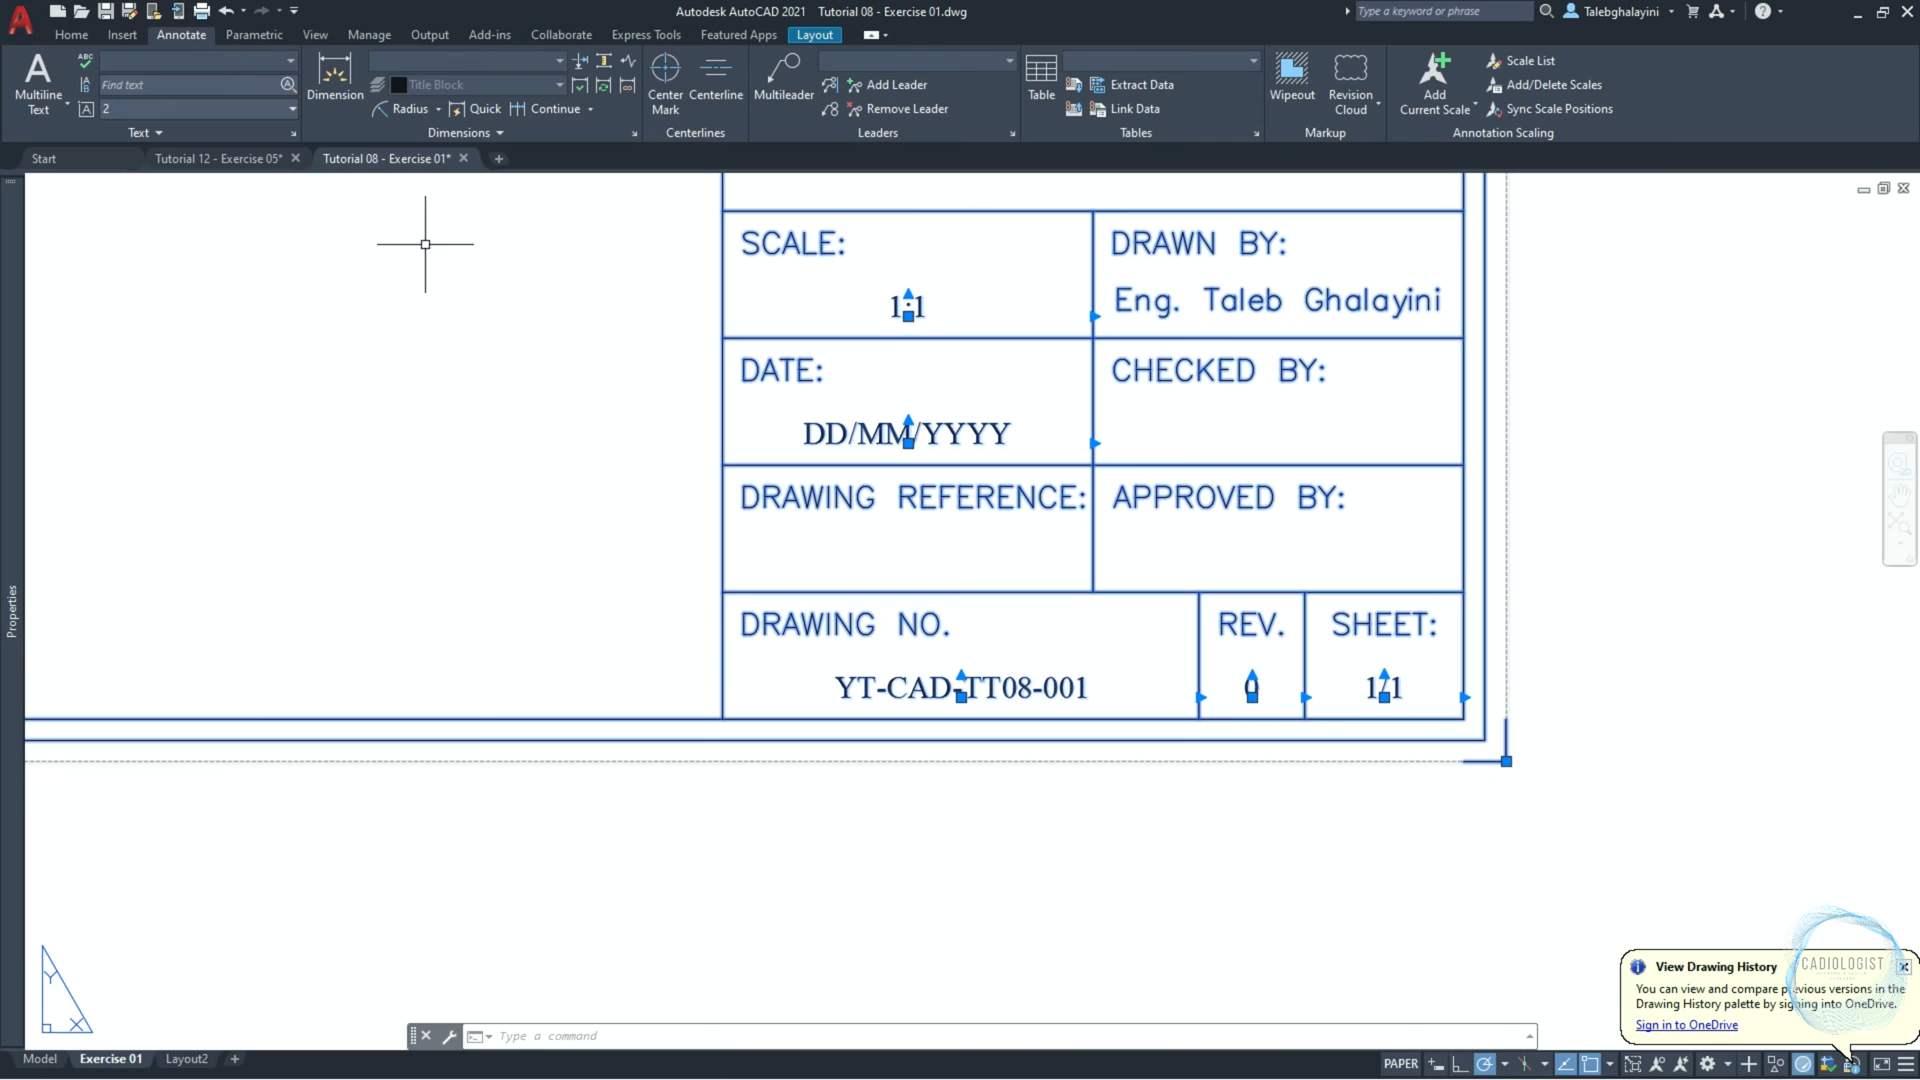 Autodesk AutoCAD 2021 Tutorial 08 - Exercise 01.dwg
Type a keyword or phrase
Talebghalayini
Home Insert Annotate Parametric View Manage Output Add-ins Collaborate Express Tools Featured Apps Layout
Multiline
Text
ABC
Find text
2
Text
Dimension
Title Block
Radius Quick Continue
Dimensions
Center
Mark
Centerline
Centerlines
Multileader
Add Leader
Remove Leader
Leaders
Table
Extract Data
Link Data
Tables
Wipeout
Revision
Cloud
Markup
Add
Current Scale
Scale List
Add/Delete Scales
Sync Scale Positions
Annotation Scaling
Start Tutorial 12 - Exercise 05* Tutorial 08 - Exercise 01*
Properties
SCALE: DRAWN BY:
1:1 Eng. Taleb Ghalayini
DATE: CHECKED BY:
DD/MM/YYYY
DRAWING REFERENCE: APPROVED BY:
DRAWING NO. REV. SHEET:
YT-CAD-TT08-001 0 1/1
Y
X
View Drawing History
CADIOLOGIST
You can view and compare previous versions in the
Drawing History palette by signing into OneDrive.
Sign in to OneDrive
Type a command
Model Exercise 01 Layout2
PAPER